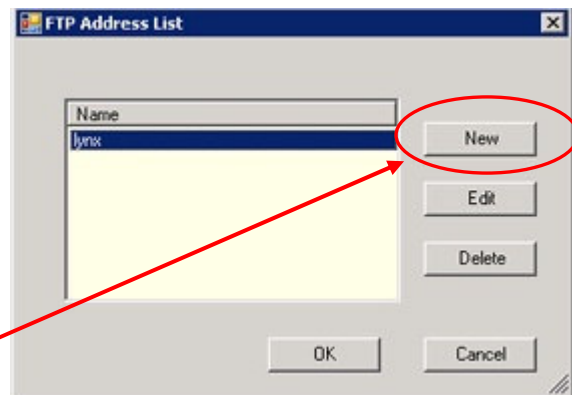 FTP Address List
Name
lynx
New
Edit
Delete
OK
Cancel